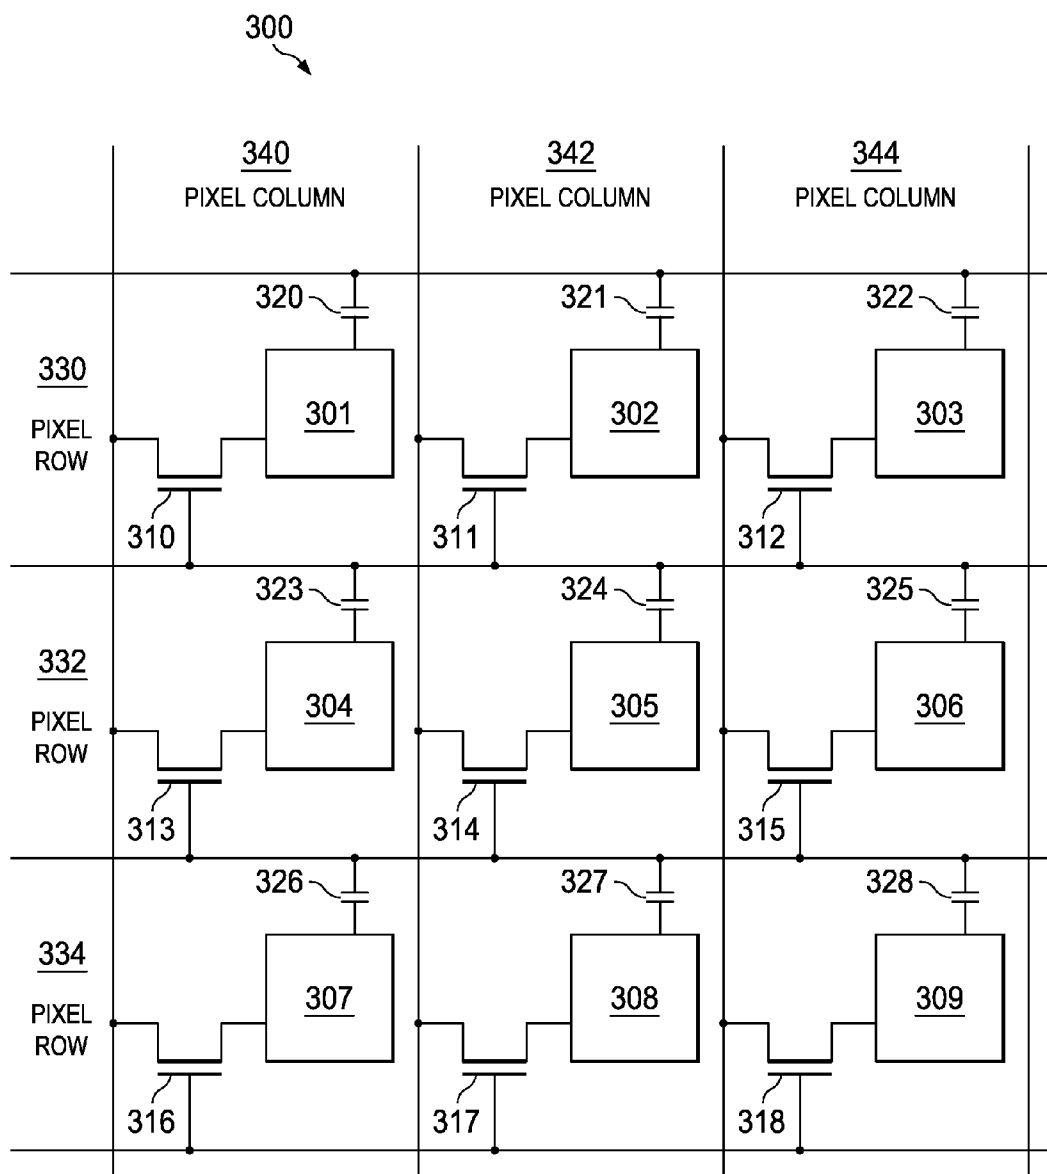 300
340 342 344
PIXEL COLUMN PIXEL COLUMN PIXEL COLUMN
320 321 322
330
301 302 303
PIXEL
ROW
310 311 312
323 324 325
332
304 305 306
PIXEL
ROW
313 314 315
326 327 328
334
307 308 309
PIXEL
ROW
316 317 318